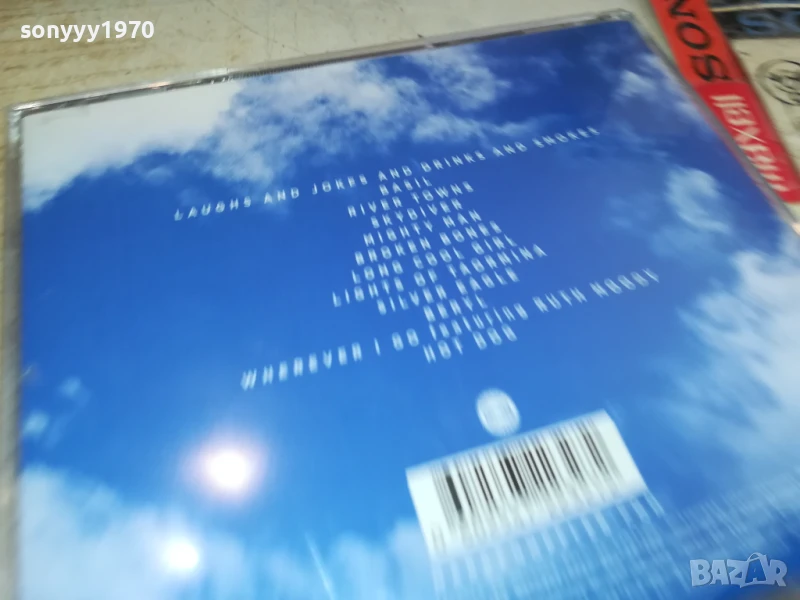 sonyyy1970
SON
LAUGHS AND JOKES AND DRINKS AND SMOKES
BASIL
RIVER TOWNS
SKYDIVER
MIGHTY MAN
BROKEN BONES
LONG COOL GIRL
LIGHTS OF TAORMINA
SILVER EAGLE
BERYL
WHEREVER I GO featuring RUTH MOODY
HOT DOG
BAZAR